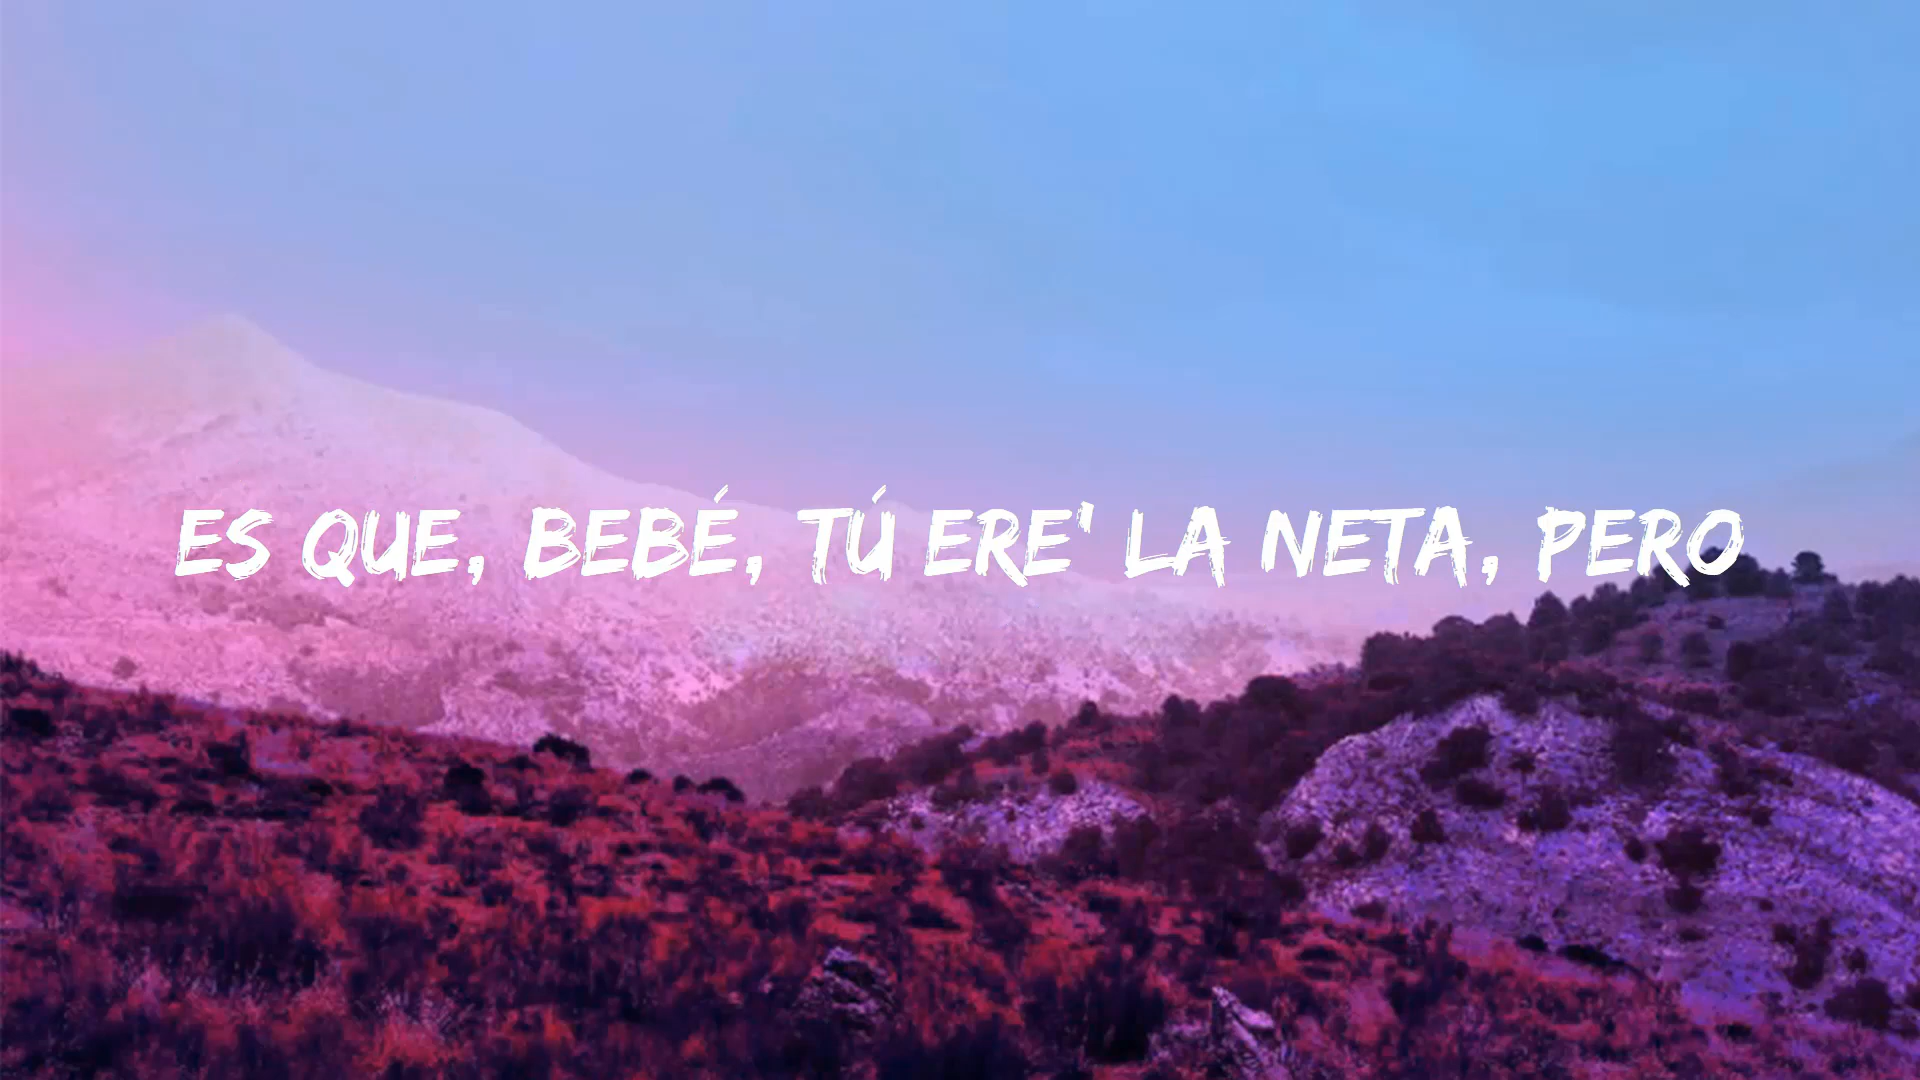 ES QUE, BEBÉ, TÚ ERE' LA NETA, PERO